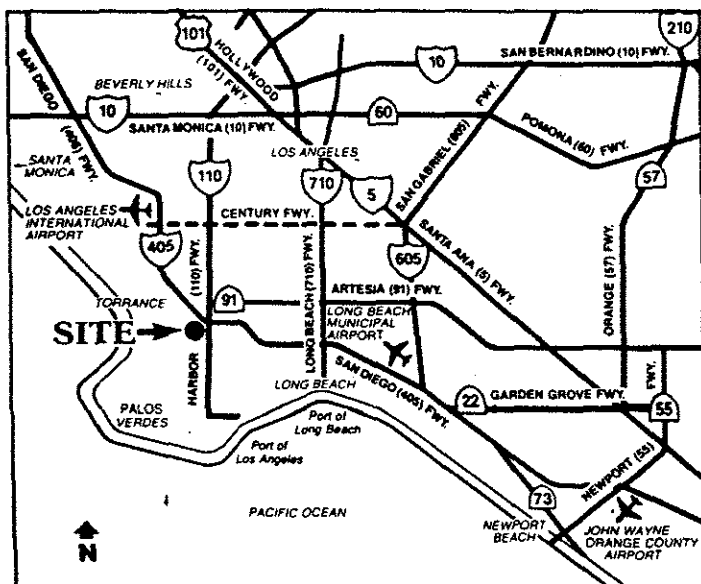 101
HOLLYWOOD
(101) FWY.
210
SAN BERNARDINO (10) FWY.
10
SAN DIEGO
(405) FWY.
BEVERLY HILLS
10
60
SANTA MONICA (10) FWY.
POMONA (60) FWY.
SAN GABRIEL (605) FWY.
LOS ANGELES
SANTA
MONICA
110
710
5
57
LOS ANGELES
INTERNATIONAL
AIRPORT
CENTURY FWY.
405
605
SANTA ANA (5) FWY.
ORANGE (57) FWY.
HARBOR (110) FWY.
LONG BEACH (710) FWY.
91
ARTESIA (91) FWY.
TORRANCE
LONG BEACH
MUNICIPAL
AIRPORT
SITE
SAN DIEGO (405) FWY.
LONG BEACH
22
GARDEN GROVE FWY.
55
NEWPORT (55) FWY.
PALOS
VERDES
Port of
Long Beach
Port of
Los Angeles
73
PACIFIC OCEAN
NEWPORT
BEACH
JOHN WAYNE
ORANGE COUNTY
AIRPORT
N